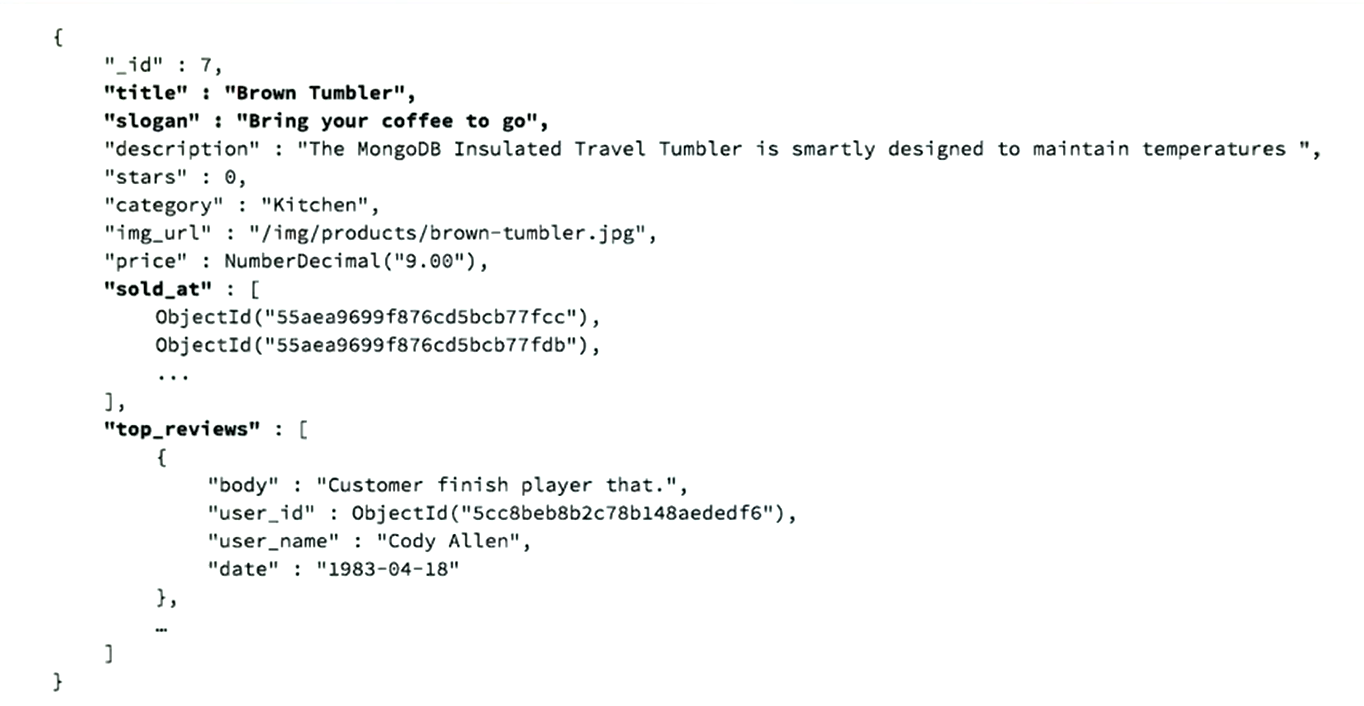 {
"_id" : 7,
"title" : "Brown Tumbler",
"slogan" : "Bring your coffee to go",
"description" : "The MongoDB Insulated Travel Tumbler is smartly designed to maintain temperatures ",
"stars" : 0,
"category" : "Kitchen",
"img_url" : "/img/products/brown-tumbler.jpg",
"price" : NumberDecimal("9.00"),
"sold_at" : [
ObjectId("55aea9699f876cd5bcb77fcc"),
ObjectId("55aea9699f876cd5bcb77fdb"),
...
],
"top_reviews" : [
{
"body" : "Customer finish player that.",
"user_id" : ObjectId("5cc8beb8b2c78b148aededf6"),
"user_name" : "Cody Allen",
"date" : "1983-04-18"
},
…
]
}